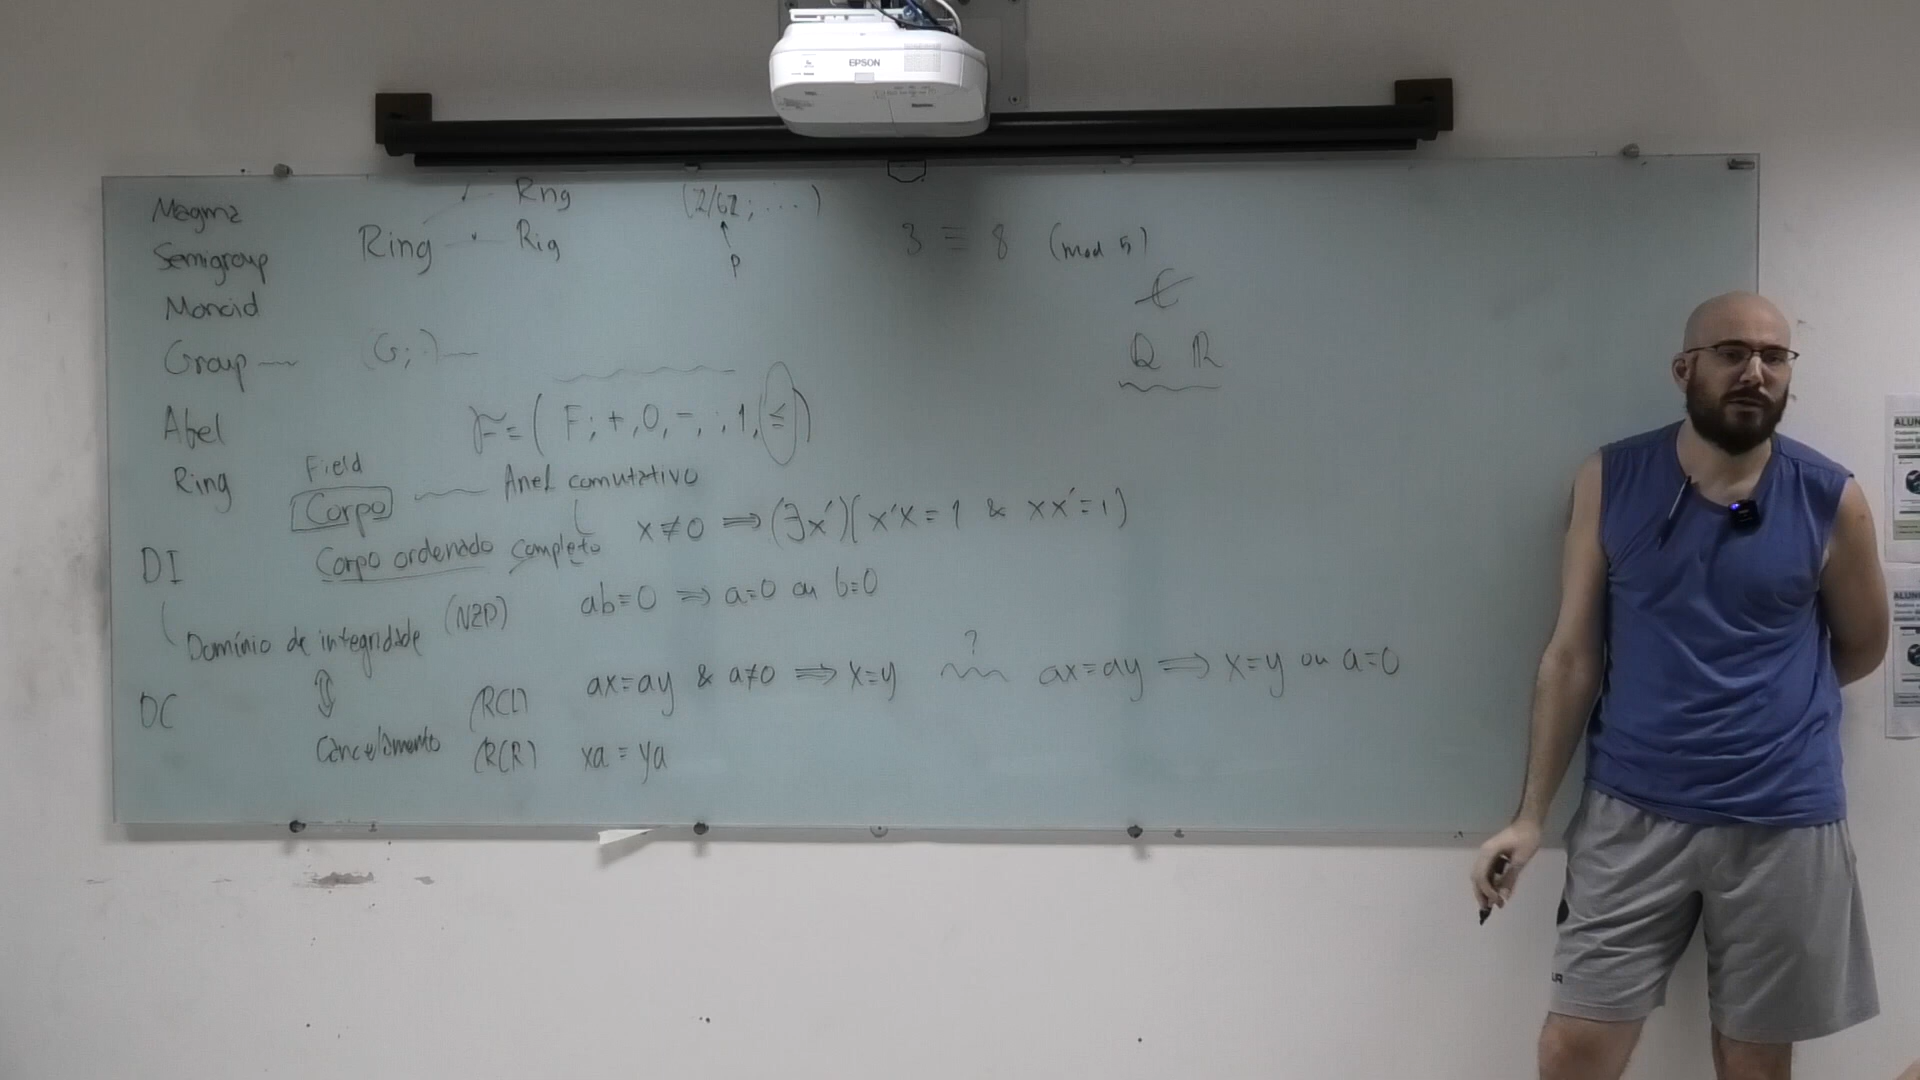 EPSON
Magma
Semigroup
Monoid
Group
Abel
Ring
DI
DC
Rng
Ring
Rig
(G; ·)
(Z/6Z; ...)
p
3 ≡ 8 (mod 5)
C
Q R
F = ( F; +, 0, -, ·, 1, ≤ )
Field
Corpo
Anel comutativo
x ≠ 0 ⟹ (∃x')(x'x = 1 & xx' = 1)
Corpo ordenado completo
Domínio de integridade (NZD) ab = 0 ⟹ a = 0 ou b = 0
⇕
(RCL) ax = ay & a ≠ 0 ⟹ x = y ? ax = ay ⟹ x = y ou a = 0
Cancelamento (RCR) xa = ya
ALUN
ALUN